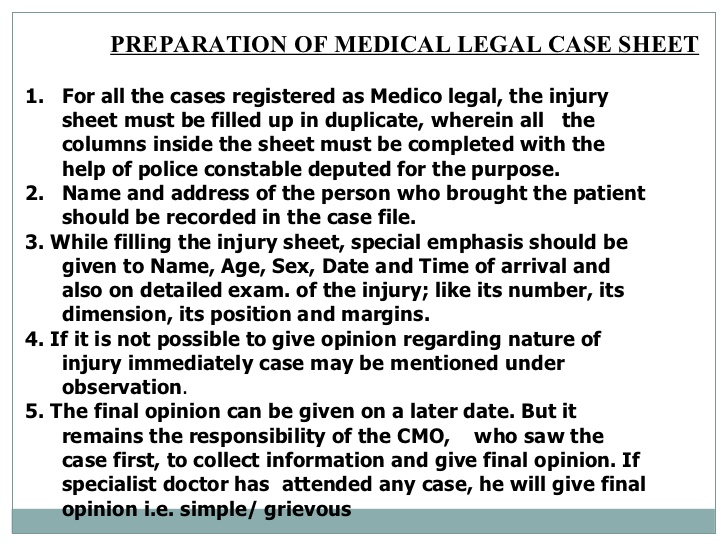 PREPARATION OF MEDICAL LEGAL CASE SHEET
1. For all the cases registered as Medico legal, the injury
sheet must be filled up in duplicate, wherein all the
columns inside the sheet must be completed with the
help of police constable deputed for the purpose.
2. Name and address of the person who brought the patient
should be recorded in the case file.
3. While filling the injury sheet, special emphasis should be
given to Name, Age, Sex, Date and Time of arrival and
also on detailed exam. of the injury; like its number, its
dimension, its position and margins.
4. If it is not possible to give opinion regarding nature of
injury immediately case may be mentioned under
observation.
5. The final opinion can be given on a later date. But it
remains the responsibility of the CMO, who saw the
case first, to collect information and give final opinion. If
specialist doctor has attended any case, he will give final
opinion i.e. simple/ grievous